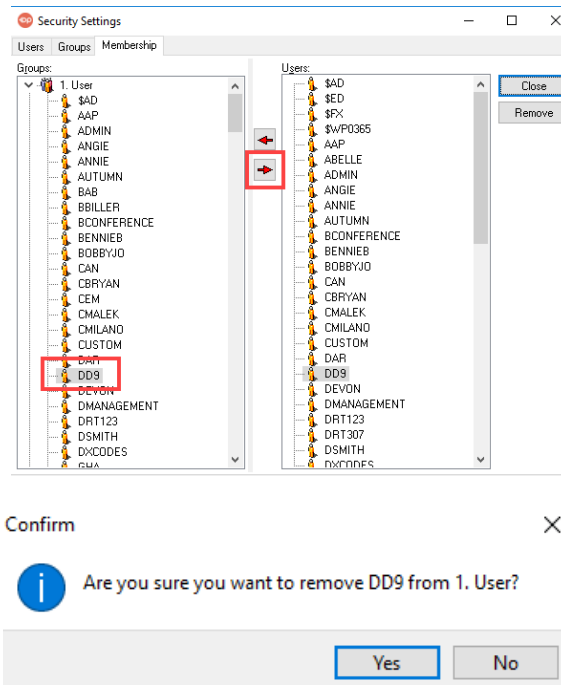 Security Settings
Users Groups Membership
Groups:
1. User
$AD
AAP
ADMIN
ANGIE
ANNIE
AUTUMN
BAB
BBILLER
BCONFERENCE
BENNIEB
BOBBYJO
CAN
CBRYAN
CEM
CMALEK
CMILANO
CUSTOM
DAR
DD9
DEVON
DMANAGEMENT
DRT123
DSMITH
DXCODES
GHA
Users:
$AD
$ED
$FX
$WP0365
AAP
ABELLE
ADMIN
ANGIE
ANNIE
AUTUMN
BCONFERENCE
BENNIEB
BOBBYJO
CAN
CBRYAN
CMALEK
CMILANO
CUSTOM
DAR
DD9
DEVON
DMANAGEMENT
DRT123
DRT307
DSMITH
DXCODES
Close
Remove
Confirm
Are you sure you want to remove DD9 from 1. User?
Yes No